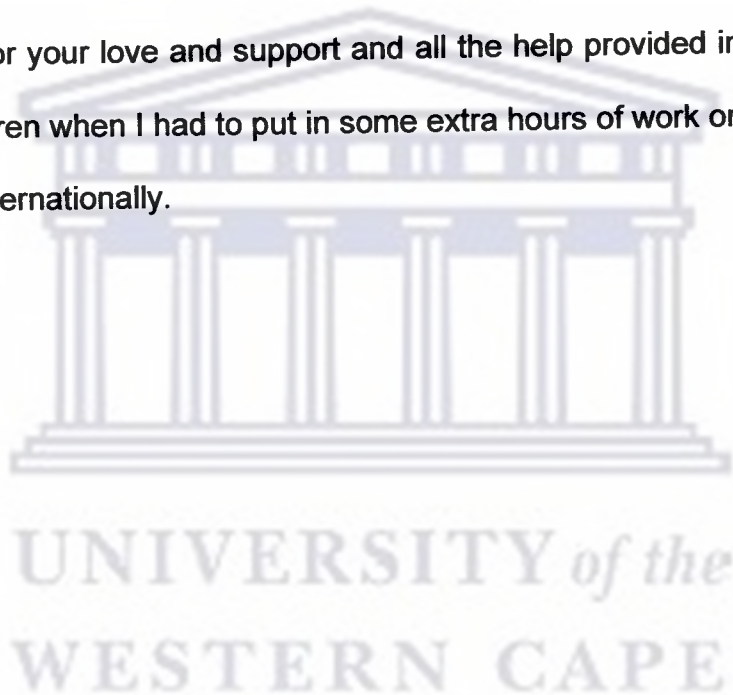 or your love and support and all the help provided in
ren when I had to put in some extra hours of work or
ernationally.
UNIVERSITY of the
WESTERN CAPE